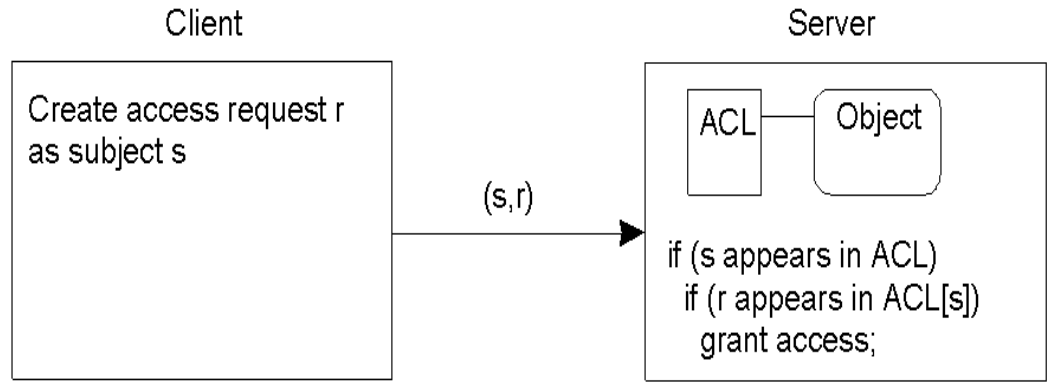 Client
Server
Create access request r
as subject s
(s,r)
ACL
Object
if (s appears in ACL)
if (r appears in ACL[s])
grant access;